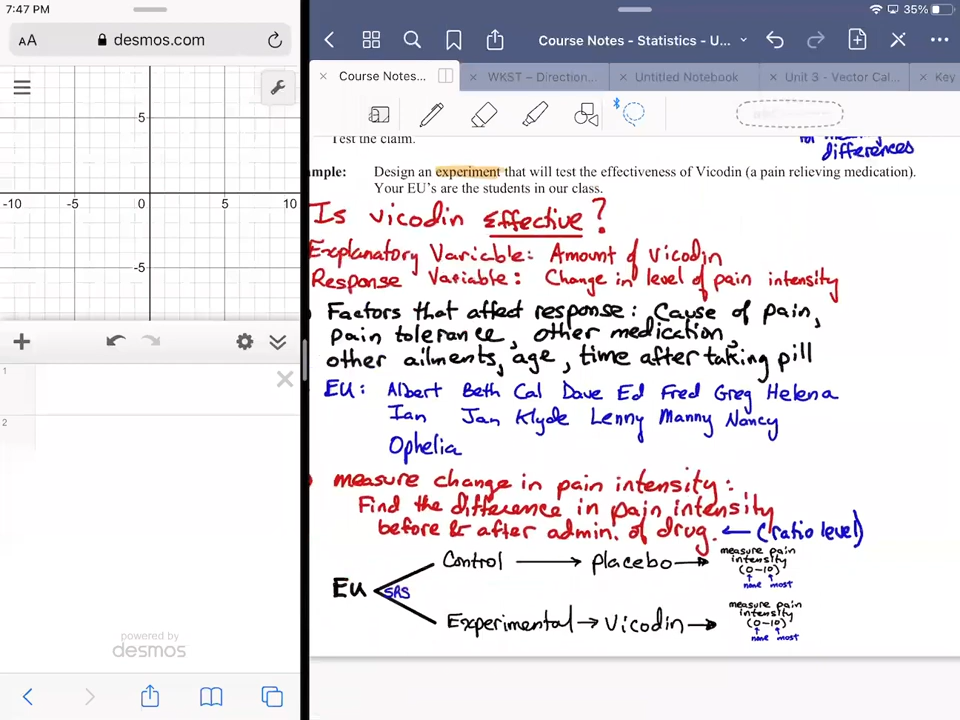 7:47 PM
35%
AA desmos.com
Course Notes - Statistics - U...
Course Notes...
WKST – Direction...
Untitled Notebook
Unit 3 - Vector Cal...
Key
5
-10 -5 0 5 10
-5
1
2
powered by
desmos
Test the claim.
differences
mple: Design an experiment that will test the effectiveness of Vicodin (a pain relieving medication).
Your EU's are the students in our class.
Is vicodin effective?
Explanatory Variable: Amount of vicodin
Response Variable: Change in level of pain intensity
Factors that affect response: Cause of pain,
pain tolerance, other medication,
other ailments, age, time after taking pill
EU: Albert Beth Cal Dave Ed Fred Greg Helena
Ian Jan Klyde Lenny Manny Nancy
Ophelia
measure change in pain intensity:
Find the difference in pain intensity
before & after admin. of drug. ← (ratio level)
EU SRS
Control → placebo → measure pain
intensity
(0-10)
none most
Experimental → Vicodin → measure pain
intensity
(0-10)
none most